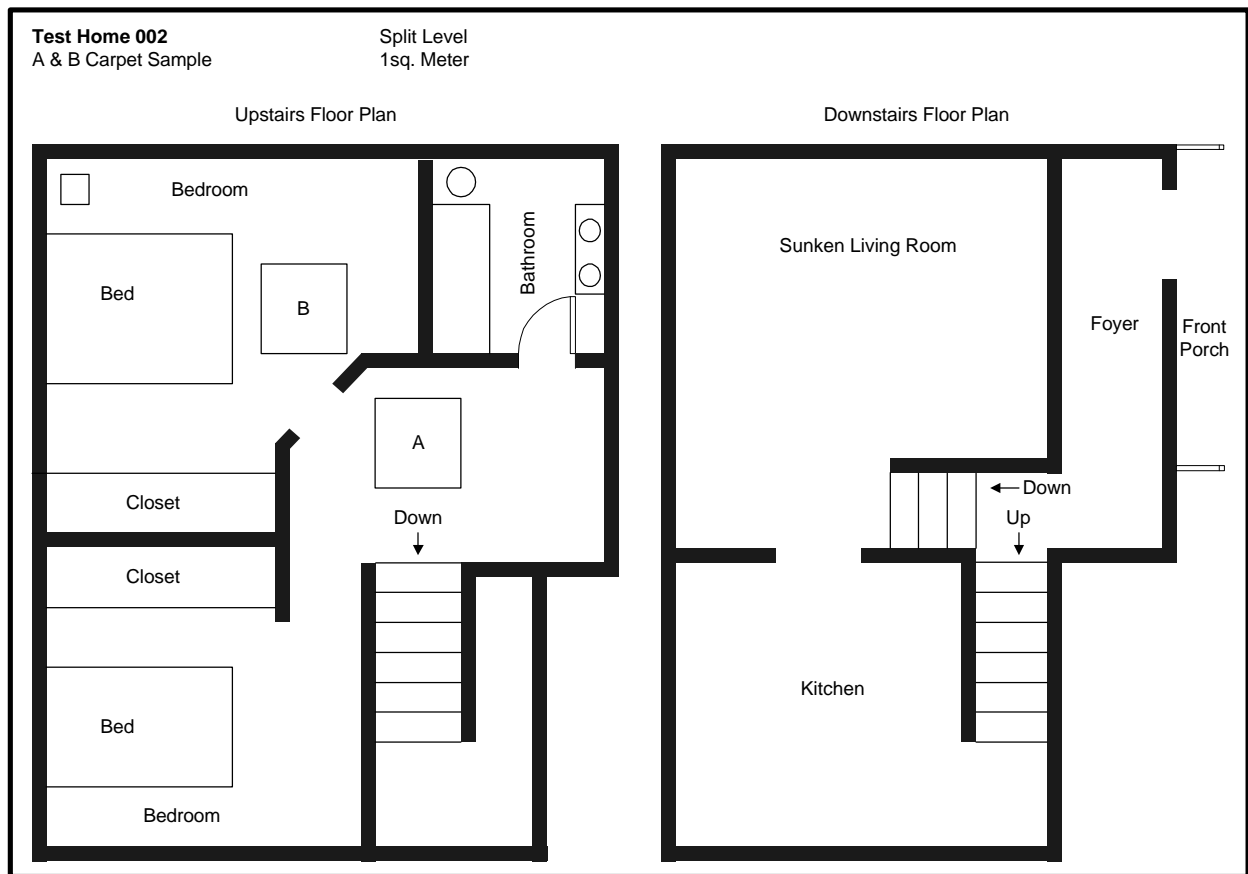 Test Home 002
A & B Carpet Sample
Split Level
1sq. Meter
Upstairs Floor Plan
Bedroom
Bathroom
Bed
B
A
Closet
Down
Closet
Bed
Bedroom
Downstairs Floor Plan
Sunken Living Room
Foyer
Front
Porch
Down
Up
Kitchen